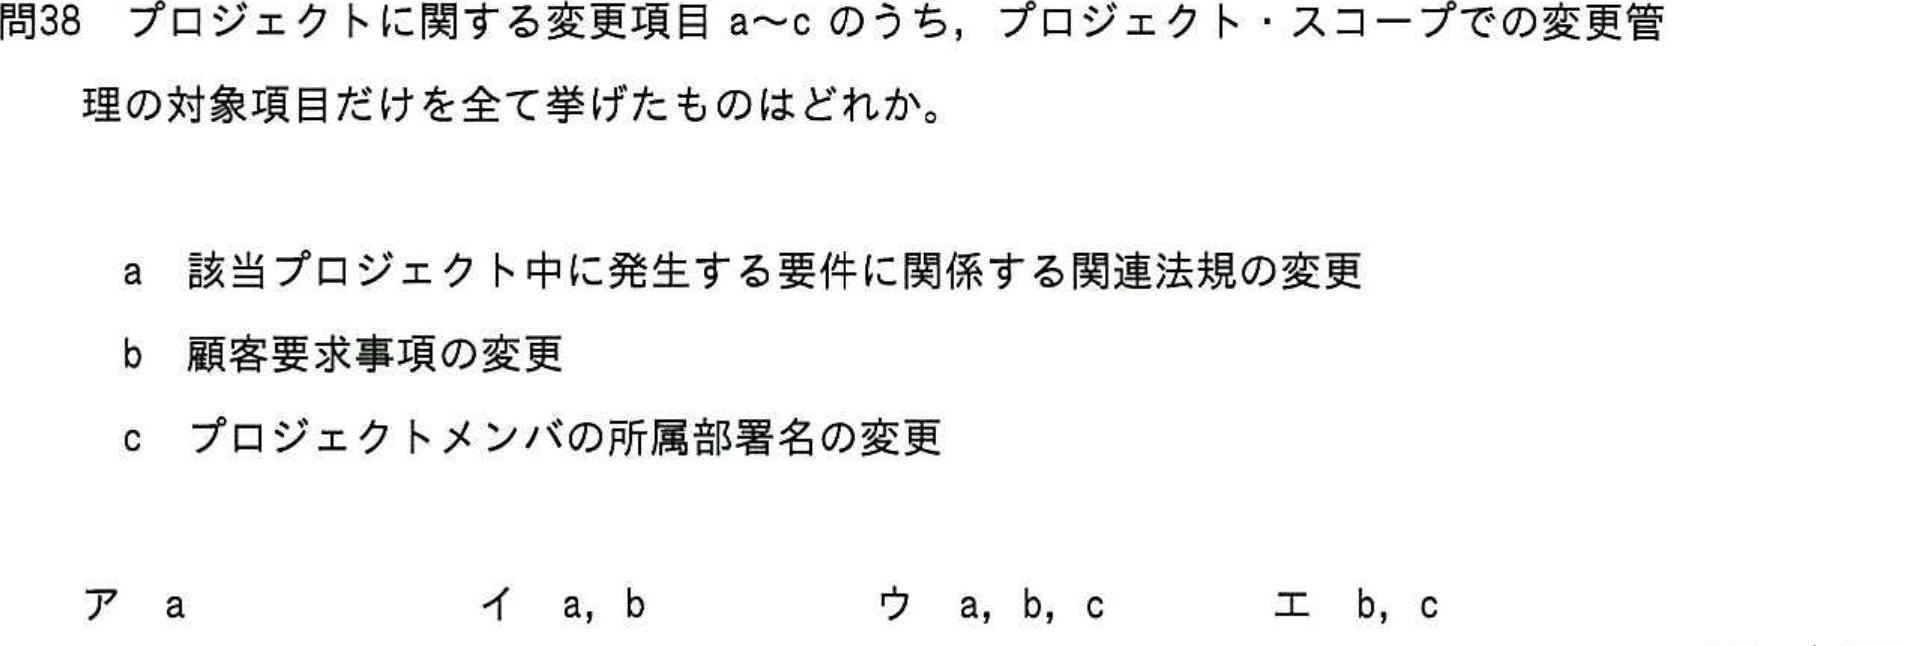 問38　プロジェクトに関する変更項目 a～c のうち，プロジェクト・スコープでの変更管
理の対象項目だけを全て挙げたものはどれか。
a　該当プロジェクト中に発生する要件に関係する関連法規の変更
b　顧客要求事項の変更
c　プロジェクトメンバの所属部署名の変更
ア　a　イ　a，b　ウ　a，b，c　エ　b，c